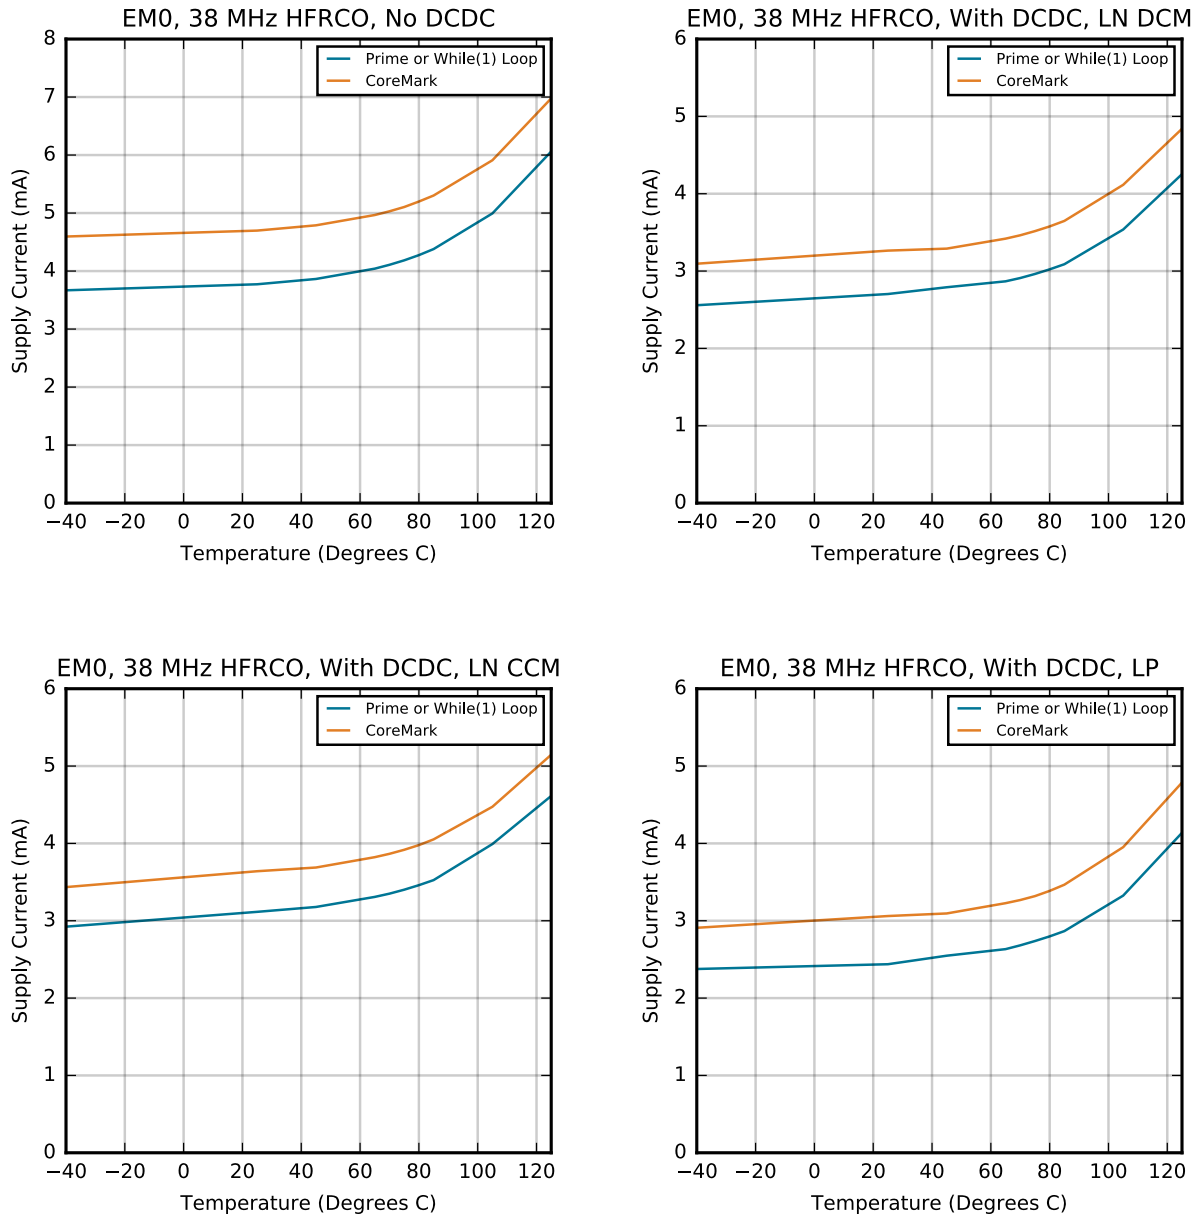 EM0, 38 MHz HFRCO, No DCDC
8
7
6
5
4
3
2
1
0
Supply Current (mA)
Prime or While(1) Loop
CoreMark
−40 −20 0 20 40 60 80 100 120
Temperature (Degrees C)
EM0, 38 MHz HFRCO, With DCDC, LN DCM
6
5
4
3
2
1
0
Supply Current (mA)
Prime or While(1) Loop
CoreMark
−40 −20 0 20 40 60 80 100 120
Temperature (Degrees C)
EM0, 38 MHz HFRCO, With DCDC, LN CCM
6
5
4
3
2
1
0
Supply Current (mA)
Prime or While(1) Loop
CoreMark
−40 −20 0 20 40 60 80 100 120
Temperature (Degrees C)
EM0, 38 MHz HFRCO, With DCDC, LP
6
5
4
3
2
1
0
Supply Current (mA)
Prime or While(1) Loop
CoreMark
−40 −20 0 20 40 60 80 100 120
Temperature (Degrees C)